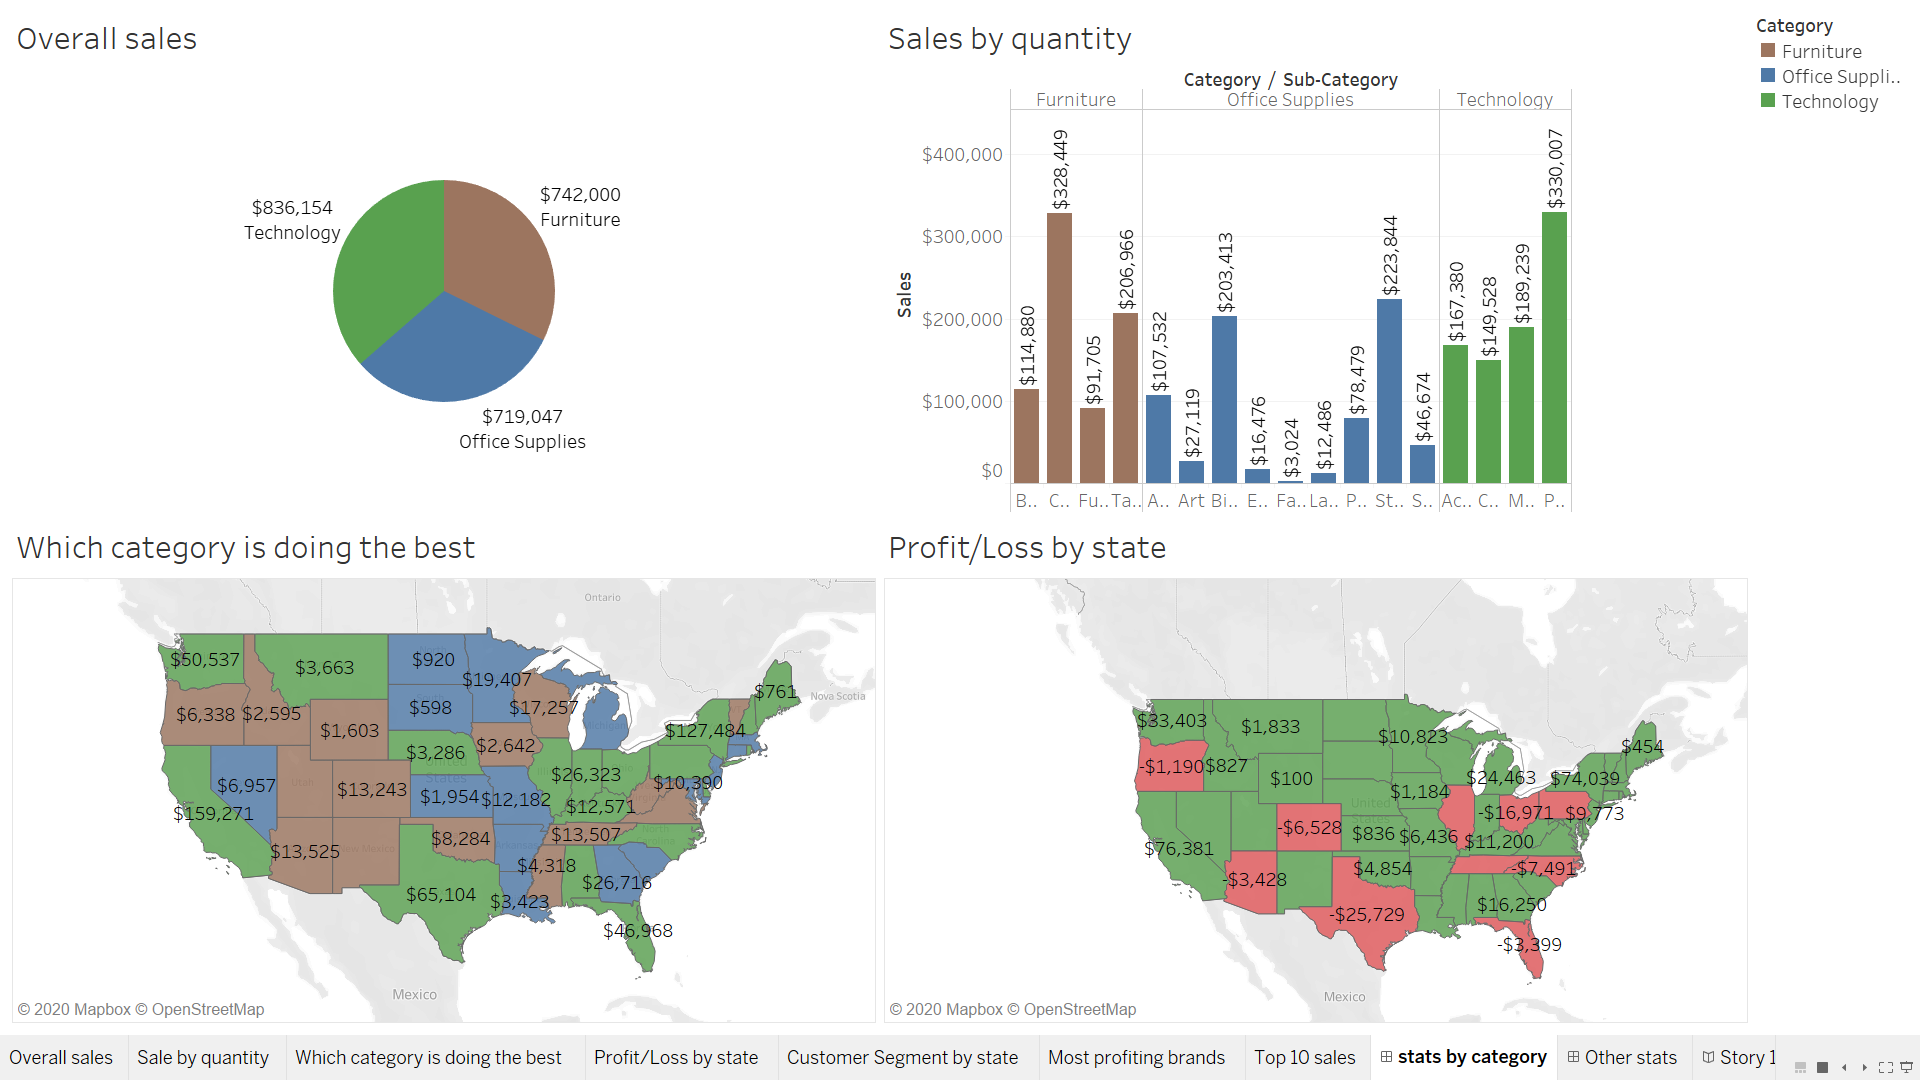 Overall sales
$742,000
Furniture
$836,154
Technology
$719,047
Office Supplies
Sales by quantity
Category / Sub-Category
Furniture
Office Supplies
Technology
Sales
$400,000
$300,000
$200,000
$100,000
$0
$114,880
$328,449
$91,705
$206,966
$107,532
$27,119
$203,413
$16,476
$3,024
$12,486
$78,479
$223,844
$46,674
$167,380
$149,528
$189,239
$330,007
B.. C.. Fu.. Ta.. A.. Art Bi.. E.. Fa.. La.. P.. St.. S.. Ac.. C.. M.. P..
Category
Furniture
Office Suppli..
Technology
Which category is doing the best
Ontario
Nova Scotia
$50,537
$3,663
$920
$19,407
$761
$6,338
$2,595
$1,603
$598
$17,257
$127,484
$3,286
$2,642
United
States
$6,957
$13,243
$1,954
$12,182
$26,323
$10,390
$159,271
$12,571
$13,525
$8,284
$13,507
$4,318
$65,104
$3,423
$26,716
$46,968
Mexico
© 2020 Mapbox © OpenStreetMap
Profit/Loss by state
$33,403
$1,833
$10,823
$454
-$1,190
$827
$100
$1,184
$24,463
$74,039
United
States
-$6,528
$836
$6,436
-$16,971
$9,773
$76,381
$11,200
-$3,428
$4,854
-$7,491
-$25,729
$16,250
-$3,399
Mexico
© 2020 Mapbox © OpenStreetMap
Overall sales
Sale by quantity
Which category is doing the best
Profit/Loss by state
Customer Segment by state
Most profiting brands
Top 10 sales
stats by category
Other stats
Story 1